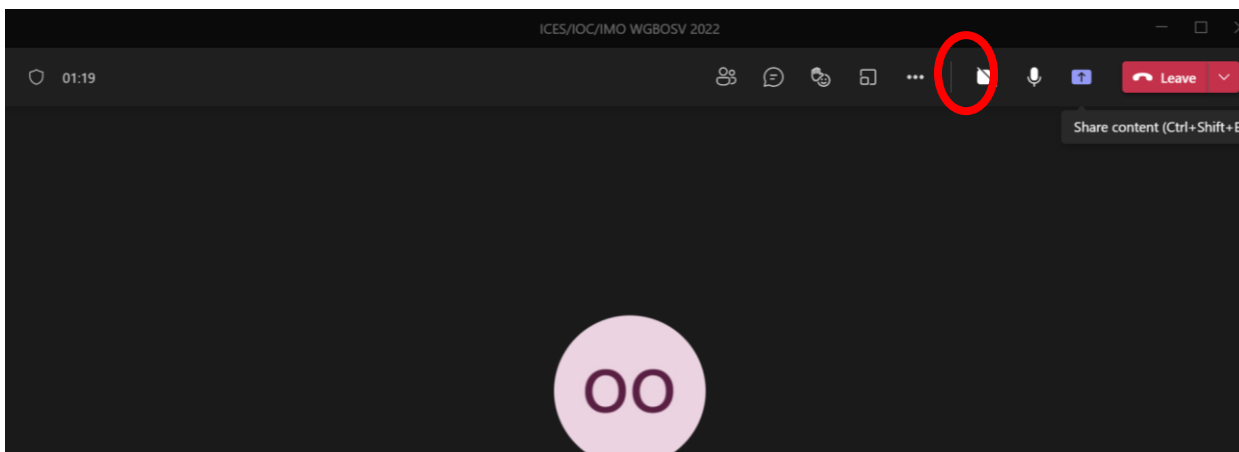 ICES/IOC/IMO WGBOSV 2022
01:19
Leave
Share content (Ctrl+Shift+E
OO